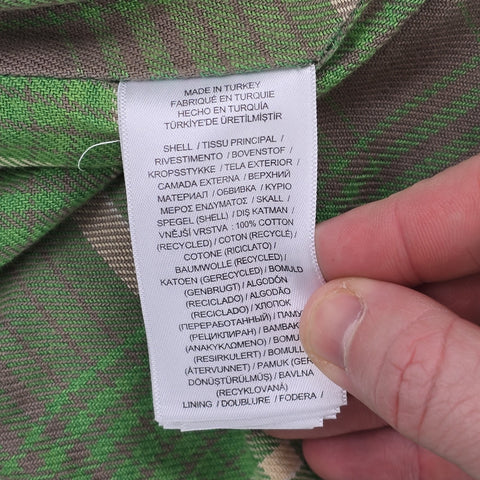 MADE IN TURKEY
FABRIQUÉ EN TURQUIE
HECHO EN TURQUÍA
TÜRKİYE'DE ÜRETİLMİŞTİR
SHELL / TISSU PRINCIPAL /
RIVESTIMENTO / BOVENSTOF /
KROPSSTYKKE / TELA EXTERIOR /
CAMADA EXTERNA / ВЕРХНИЙ
МАТЕРИАЛ / ОБВИВКА / ΚΥΡΙΟ
ΜΕΡΟΣ ΕΝΔΥΜΑΤΟΣ / SKALL /
SPEGEL (SHELL) / DIŞ KATMAN /
VNĚJŠÍ VRSTVA : 100% COTTON
(RECYCLED) / COTON (RECYCLÉ) /
COTONE (RICICLATO) /
BAUMWOLLE (RECYCLED) /
KATOEN (GERECYCLED) / BOMULD
(GENBRUGT) / ALGODÓN
(RECICLADO) / ALGODÃO
(RECICLADO) / ХЛОПОК
(ПЕРЕРАБОТАННЫЙ) / ПАМУ
(РЕЦИКЛИРАН) / ΒΑΜΒΑΚ
(ΑΝΑΚΥΚΛΩΜΕΝΟ) / BOMU
(RESIRKULERT) / BOMULL
(ÅTERVUNNET) / PAMUK (GER
DÖNÜŞTÜRÜLMÜŞ) / BAVLNA
(RECYKLOVANÁ)
LINING / DOUBLURE / FODERA /